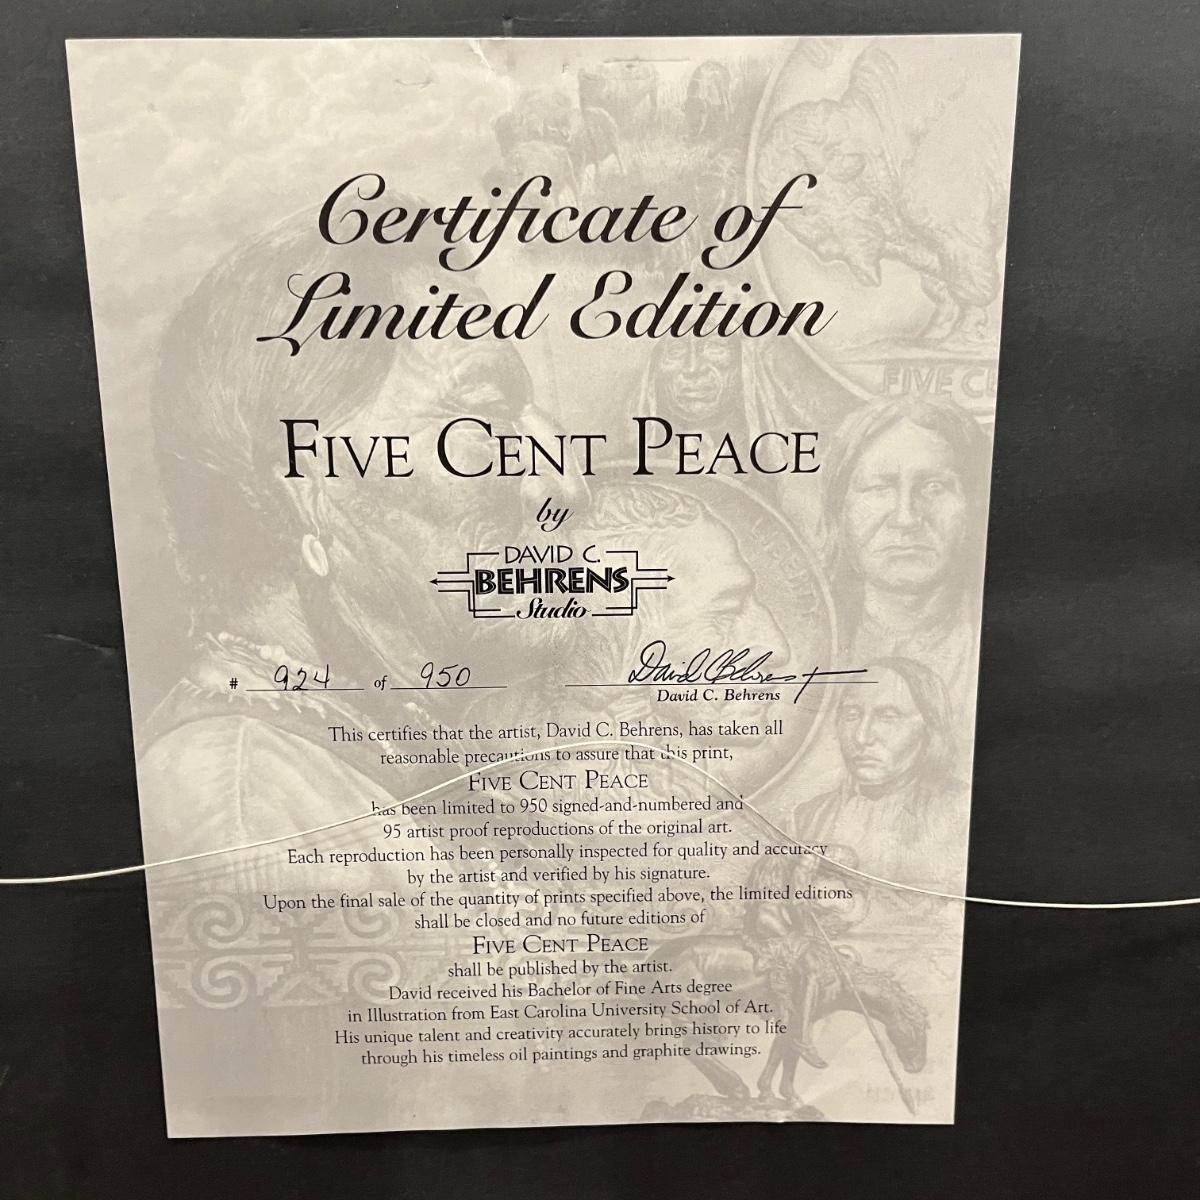 Certificate of
Limited Edition
FIVE CE
FIVE CENT PEACE
by
DAVID C.
BEHRENS
Studio
# 924 of 950
David C Behrens
David C. Behrens
This certifies that the artist, David C. Behrens, has taken all
reasonable precautions to assure that this print,
FIVE CENT PEACE
has been limited to 950 signed-and-numbered and
95 artist proof reproductions of the original art.
Each reproduction has been personally inspected for quality and accuracy
by the artist and verified by his signature.
Upon the final sale of the quantity of prints specified above, the limited editions
shall be closed and no future editions of
FIVE CENT PEACE
shall be published by the artist.
David received his Bachelor of Fine Arts degree
in Illustration from East Carolina University School of Art.
His unique talent and creativity accurately brings history to life
through his timeless oil paintings and graphite drawings.